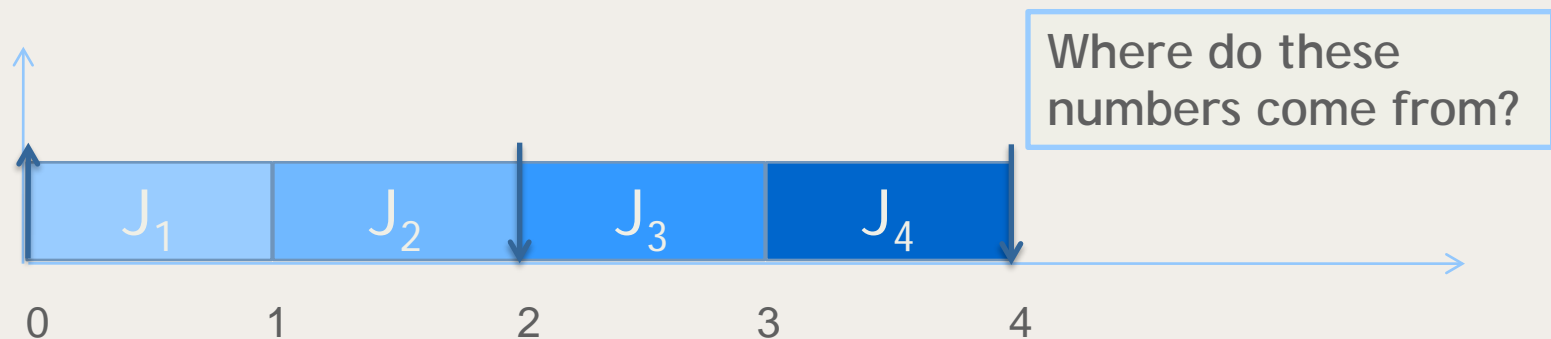 Where do these
numbers come from?
J₁ J₂ J₃ J₄
0 1 2 3 4